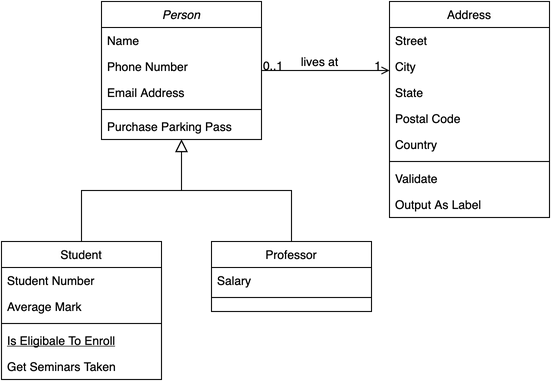 Person
Name
Phone Number
Email Address
Purchase Parking Pass
0..1 lives at 1
Address
Street
City
State
Postal Code
Country
Validate
Output As Label
Student
Student Number
Average Mark
Is Eligibale To Enroll
Get Seminars Taken
Professor
Salary